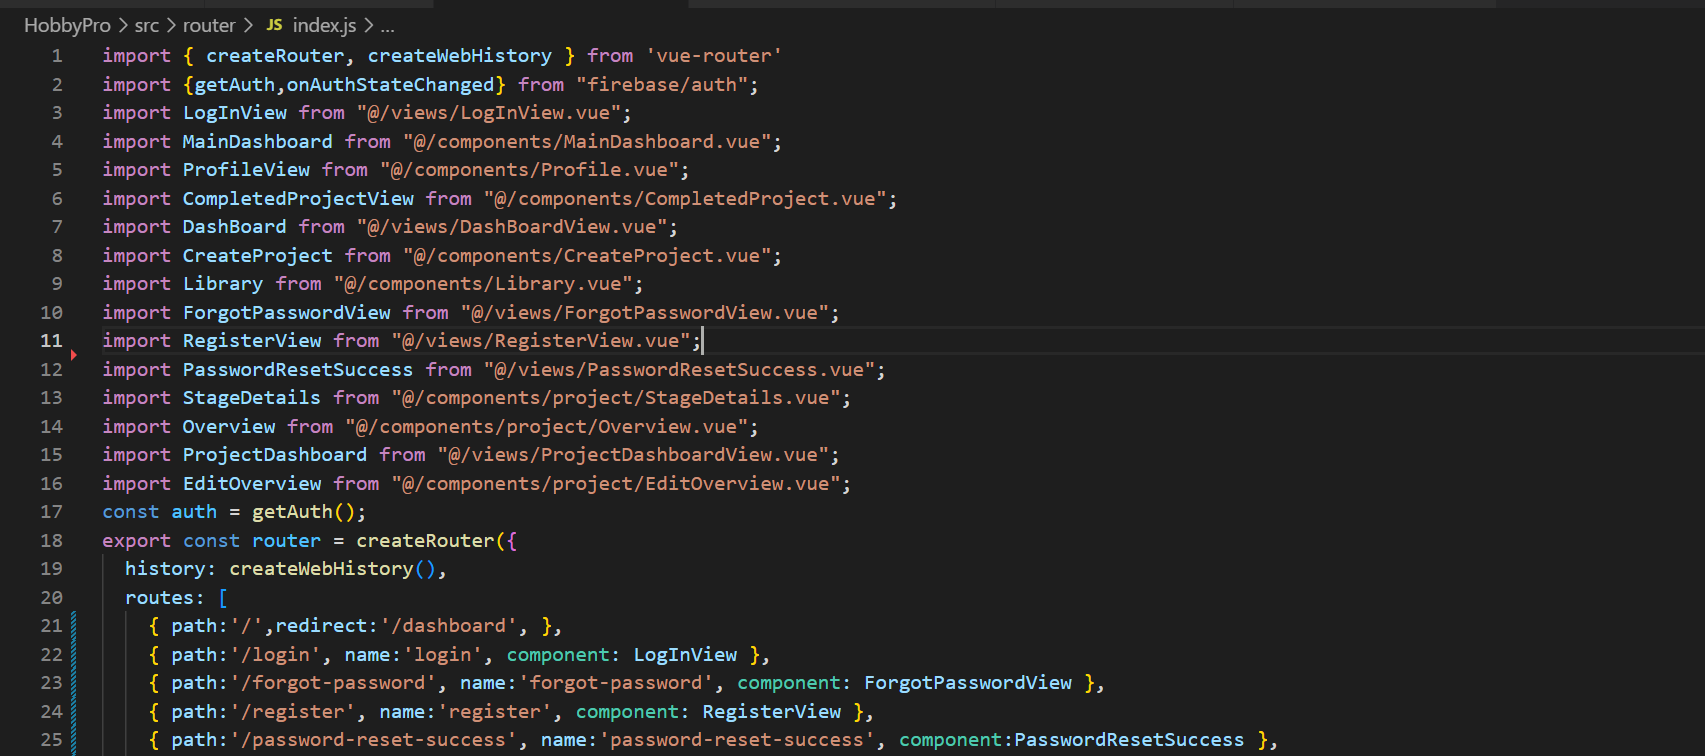 HobbyPro > src > router > JS index.js > ...
1 import { createRouter, createWebHistory } from 'vue-router'
2 import {getAuth,onAuthStateChanged} from "firebase/auth";
3 import LogInView from "@/views/LogInView.vue";
4 import MainDashboard from "@/components/MainDashboard.vue";
5 import ProfileView from "@/components/Profile.vue";
6 import CompletedProjectView from "@/components/CompletedProject.vue";
7 import DashBoard from "@/views/DashBoardView.vue";
8 import CreateProject from "@/components/CreateProject.vue";
9 import Library from "@/components/Library.vue";
10 import ForgotPasswordView from "@/views/ForgotPasswordView.vue";
11 import RegisterView from "@/views/RegisterView.vue";
12 import PasswordResetSuccess from "@/views/PasswordResetSuccess.vue";
13 import StageDetails from "@/components/project/StageDetails.vue";
14 import Overview from "@/components/project/Overview.vue";
15 import ProjectDashboard from "@/views/ProjectDashboardView.vue";
16 import EditOverview from "@/components/project/EditOverview.vue";
17 const auth = getAuth();
18 export const router = createRouter({
19 history: createWebHistory(),
20 routes: [
21 { path:'/',redirect:'/dashboard', },
22 { path:'/login', name:'login', component: LogInView },
23 { path:'/forgot-password', name:'forgot-password', component: ForgotPasswordView },
24 { path:'/register', name:'register', component: RegisterView },
25 { path:'/password-reset-success', name:'password-reset-success', component:PasswordResetSuccess },